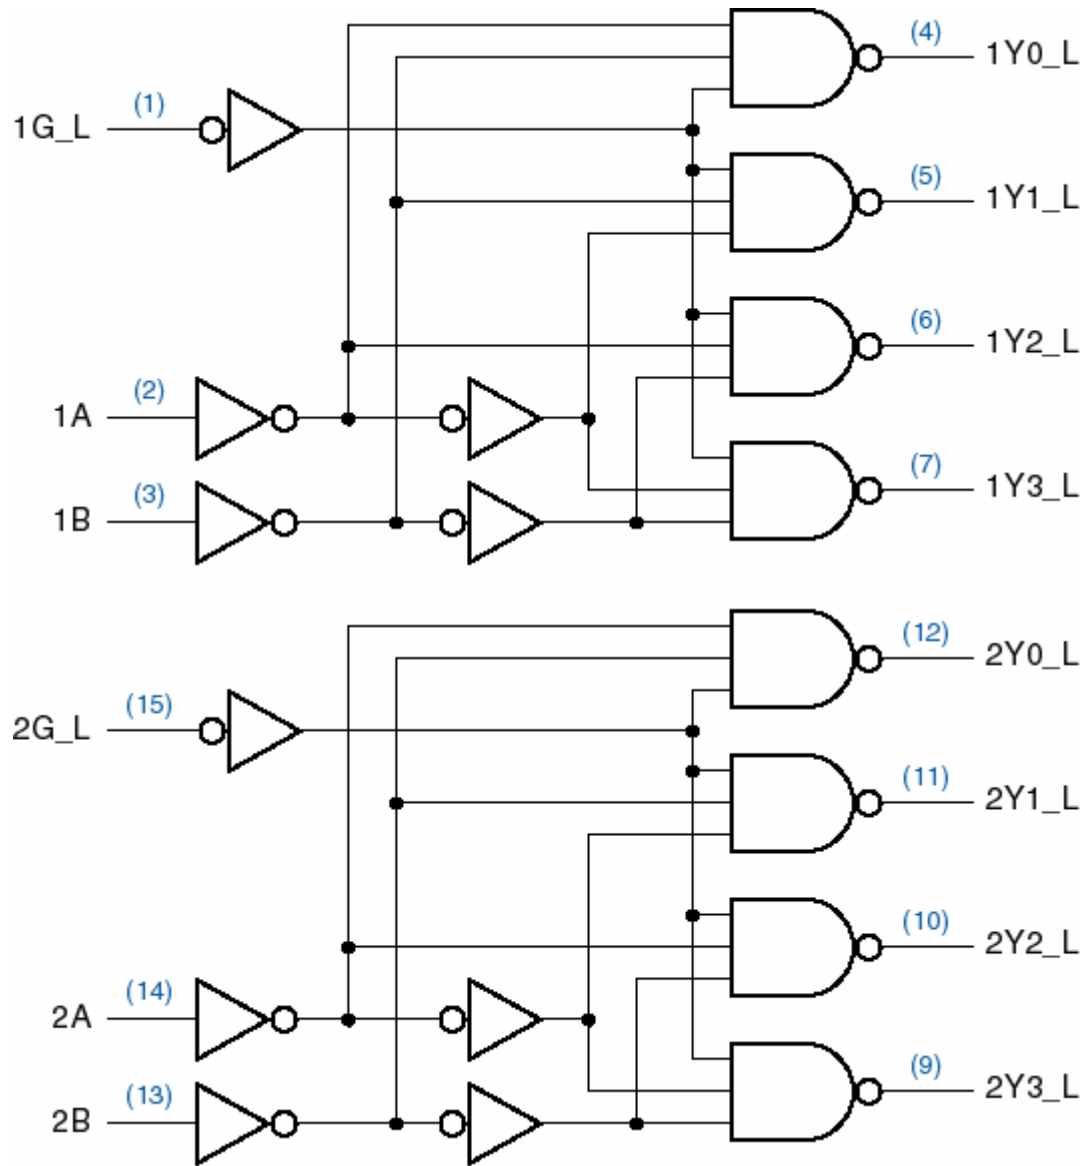 (4)
1Y0_L
(1)
1G_L
(5)
1Y1_L
(6)
1Y2_L
(2)
1A
(7)
1Y3_L
(3)
1B
(12)
2Y0_L
(15)
2G_L
(11)
2Y1_L
(10)
2Y2_L
(14)
2A
(9)
2Y3_L
(13)
2B